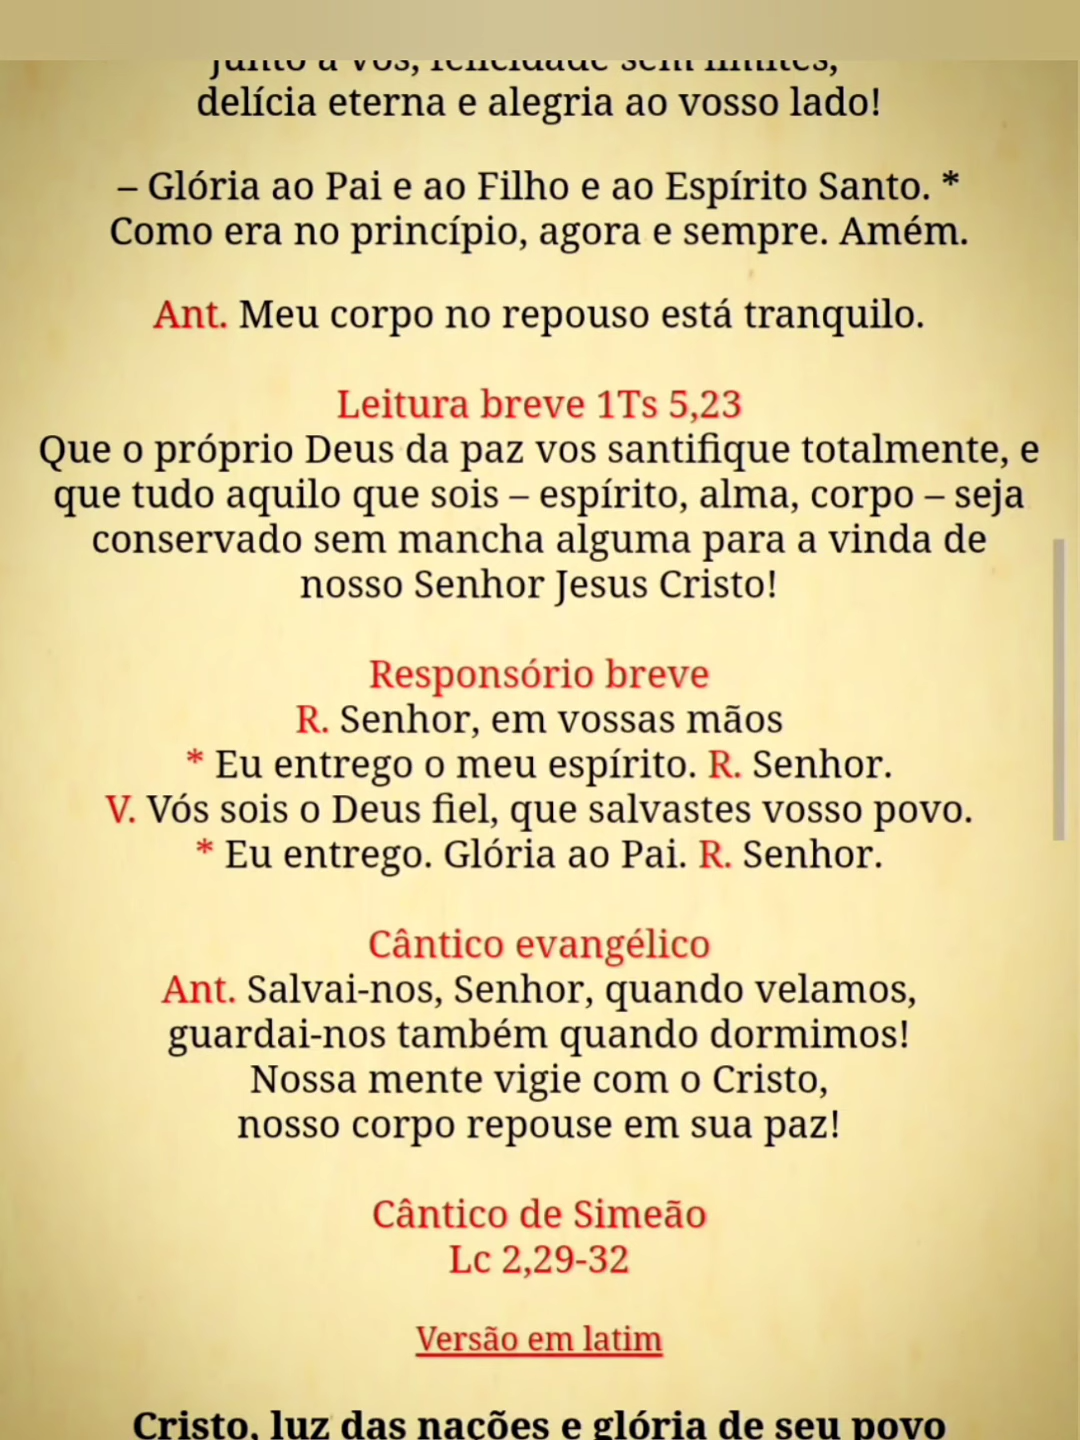 junto a vós, felicidade sem limites,
delícia eterna e alegria ao vosso lado!
– Glória ao Pai e ao Filho e ao Espírito Santo. *
Como era no princípio, agora e sempre. Amém.
Ant. Meu corpo no repouso está tranquilo.
Leitura breve 1Ts 5,23
Que o próprio Deus da paz vos santifique totalmente, e
que tudo aquilo que sois – espírito, alma, corpo – seja
conservado sem mancha alguma para a vinda de
nosso Senhor Jesus Cristo!
Responsório breve
R. Senhor, em vossas mãos
* Eu entrego o meu espírito. R. Senhor.
V. Vós sois o Deus fiel, que salvastes vosso povo.
* Eu entrego. Glória ao Pai. R. Senhor.
Cântico evangélico
Ant. Salvai-nos, Senhor, quando velamos,
guardai-nos também quando dormimos!
Nossa mente vigie com o Cristo,
nosso corpo repouse em sua paz!
Cântico de Simeão
Lc 2,29-32
Versão em latim
Cristo, luz das nações e glória de seu povo